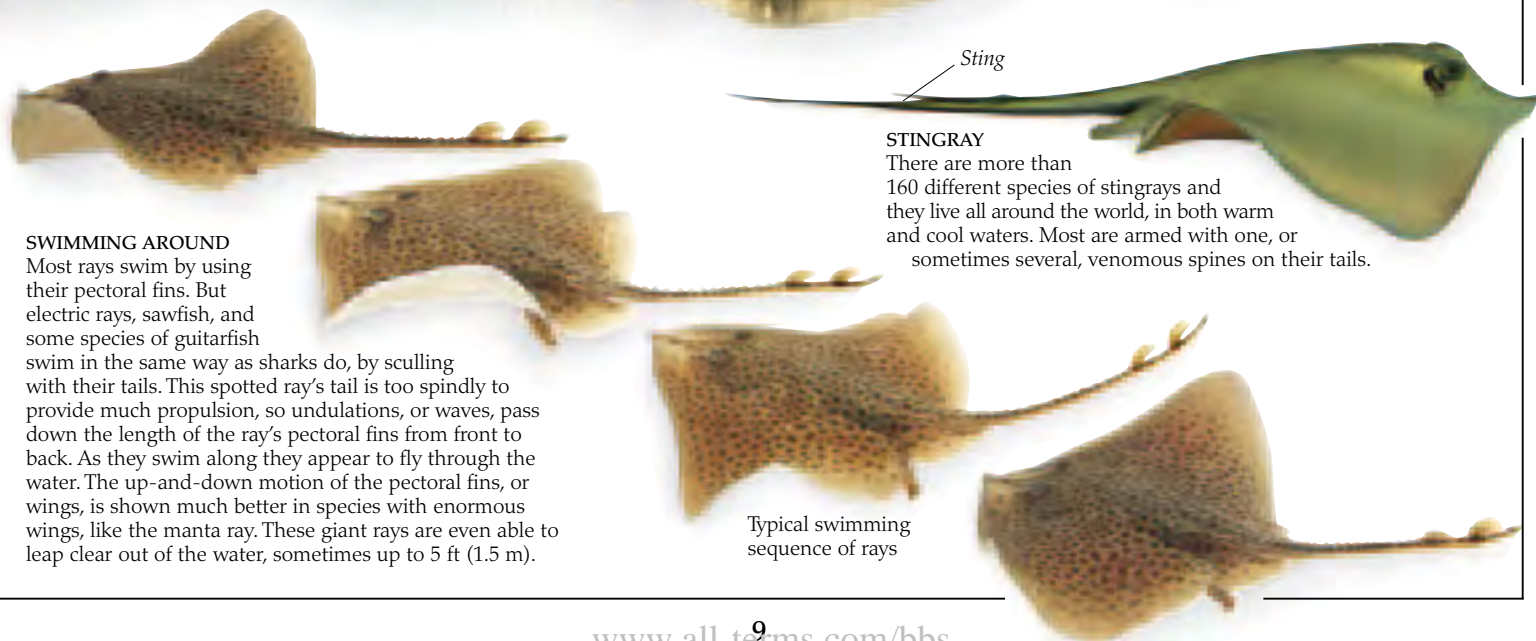 Sting
STINGRAY
There are more than
160 different species of stingrays and
they live all around the world, in both warm
and cool waters. Most are armed with one, or
sometimes several, venomous spines on their tails.
SWIMMING AROUND
Most rays swim by using
their pectoral fins. But
electric rays, sawfish, and
some species of guitarfish
swim in the same way as sharks do, by sculling
with their tails. This spotted ray’s tail is too spindly to
provide much propulsion, so undulations, or waves, pass
down the length of the ray’s pectoral fins from front to
back. As they swim along they appear to fly through the
water. The up-and-down motion of the pectoral fins, or
wings, is shown much better in species with enormous
wings, like the manta ray. These giant rays are even able to
leap clear out of the water, sometimes up to 5 ft (1.5 m).
Typical swimming
sequence of rays
9
www.all-terms.com/bbs